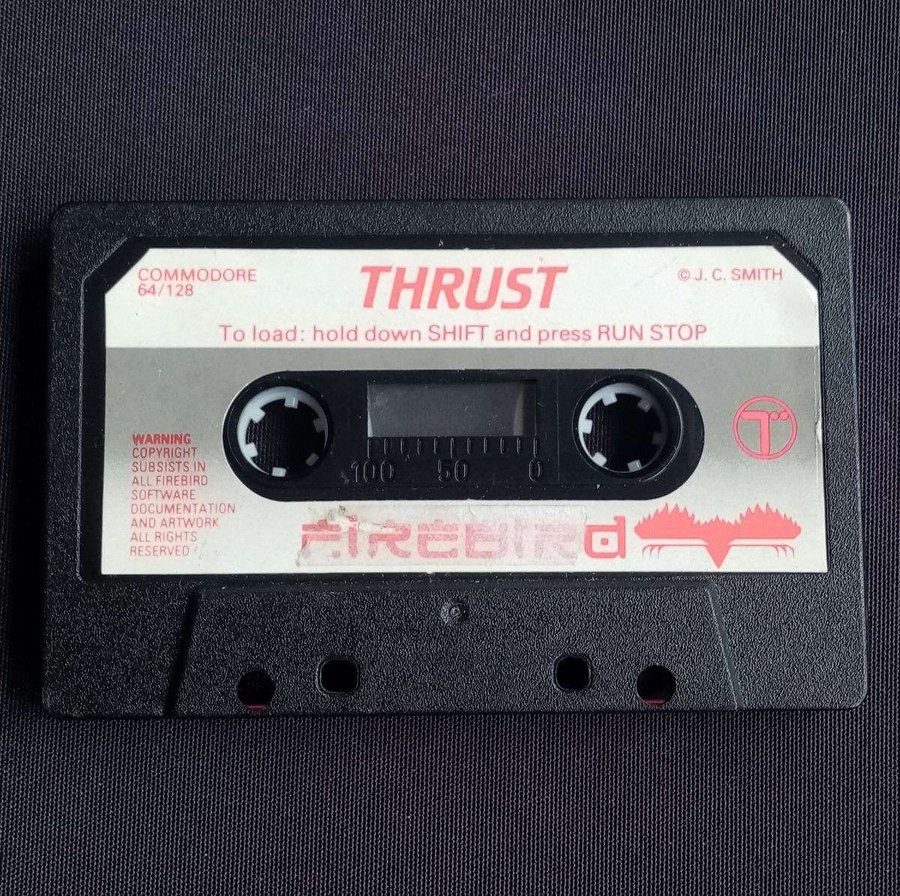 COMMODORE
64/128
THRUST
© J. C. SMITH
To load: hold down SHIFT and press RUN STOP
100 50 0
WARNING
COPYRIGHT
SUBSISTS IN
ALL FIREBIRD
SOFTWARE
DOCUMENTATION
AND ARTWORK
ALL RIGHTS
RESERVED
FIREBIRd